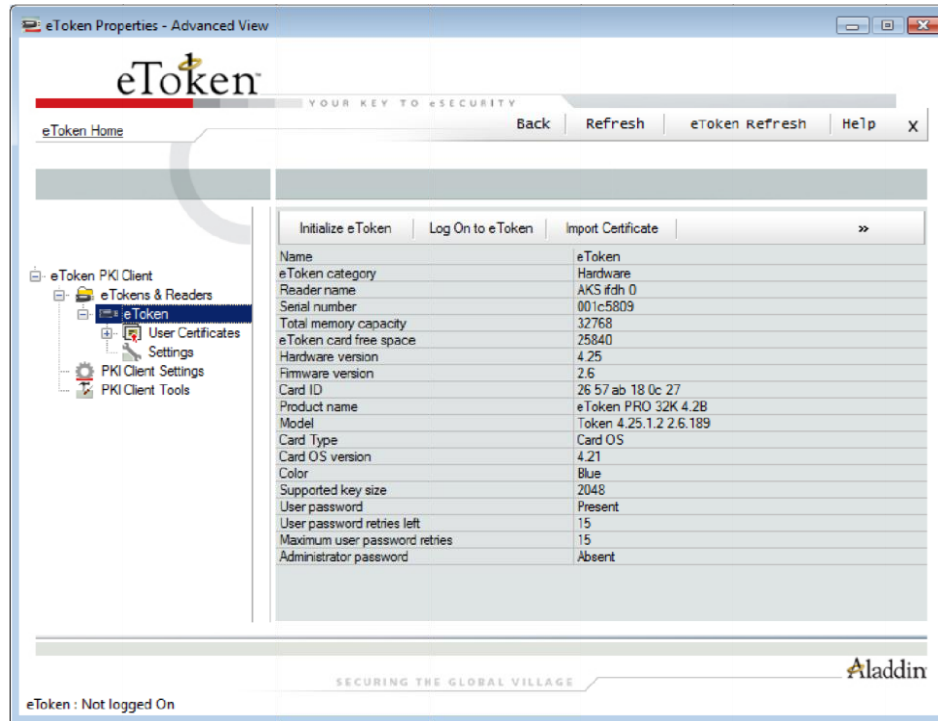 eToken Properties - Advanced View
eToken™
YOUR KEY TO eSECURITY
eToken Home
Back Refresh eToken Refresh Help X
Initialize eToken Log On to eToken Import Certificate »
eToken PKI Client
eTokens & Readers
eToken
User Certificates
Settings
PKI Client Settings
PKI Client Tools
Name eToken
eToken category Hardware
Reader name AKS ifdh 0
Serial number 001c5809
Total memory capacity 32768
eToken card free space 25840
Hardware version 4.25
Firmware version 2.6
Card ID 26 57 ab 18 0c 27
Product name eToken PRO 32K 4.2B
Model Token 4.25.1.2 2.6.189
Card Type Card OS
Card OS version 4.21
Color Blue
Supported key size 2048
User password Present
User password retries left 15
Maximum user password retries 15
Administrator password Absent
SECURING THE GLOBAL VILLAGE
Aladdin
eToken : Not logged On